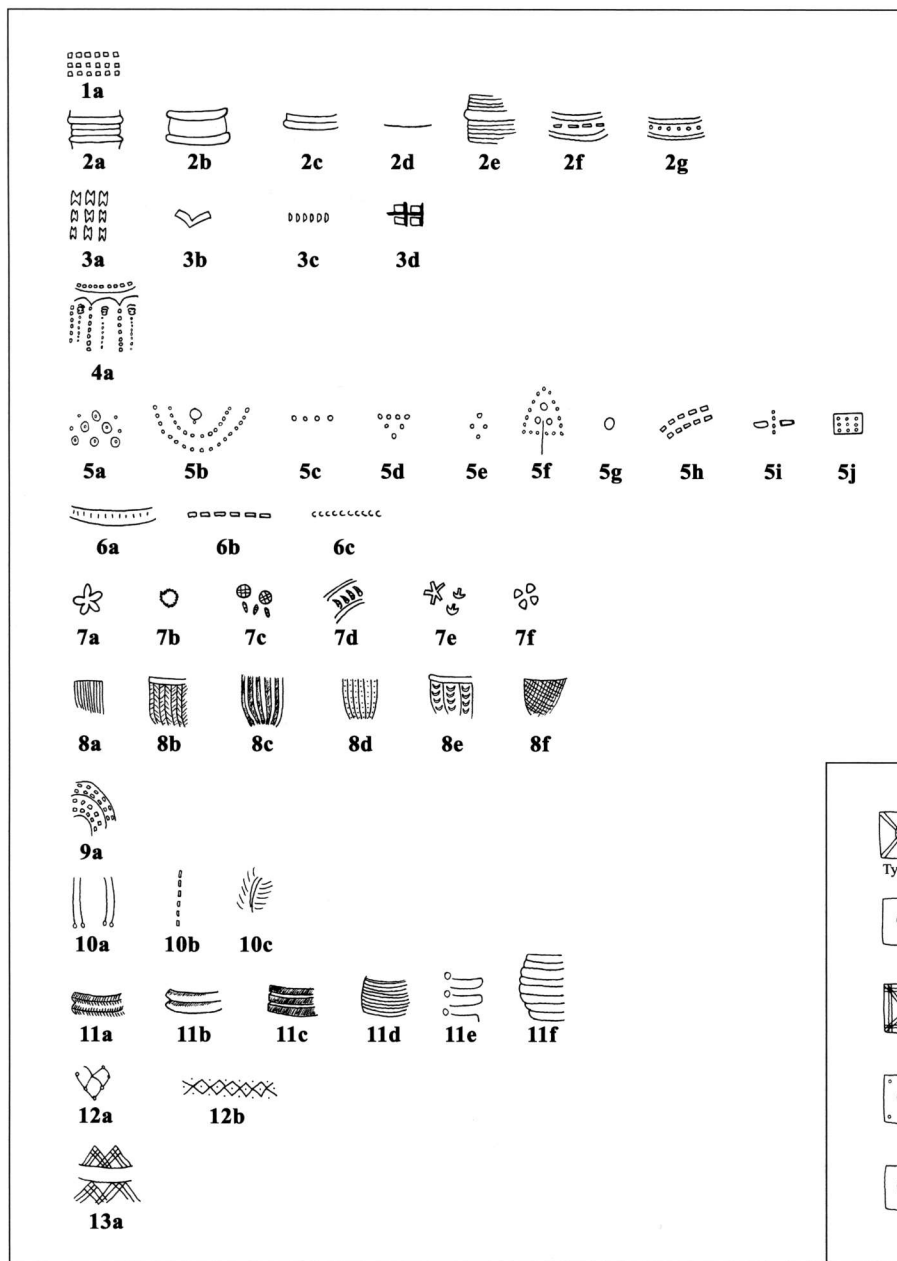 1a
2a 2b 2c 2d 2e 2f 2g
3a 3b 3c 3d
4a
5a 5b 5c 5d 5e 5f 5g 5h 5i 5j
6a 6b 6c
7a 7b 7c 7d 7e 7f
8a 8b 8c 8d 8e 8f
9a
10a 10b 10c
11a 11b 11c 11d 11e 11f
12a 12b
13a
Ty